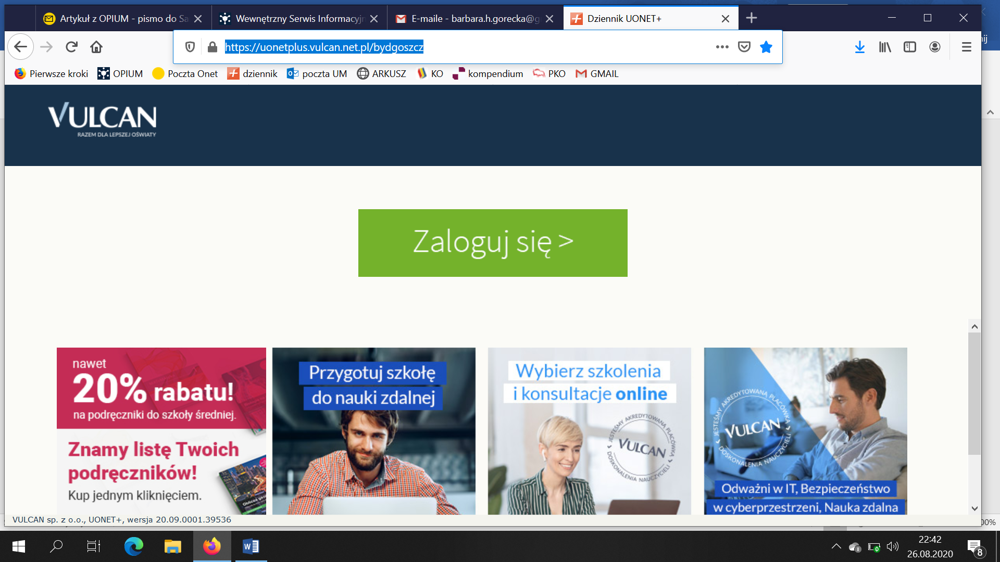 Artykuł z OPIUM - pismo do Sa
Wewnętrzny Serwis Informacyjn
E-maile - barbara.h.gorecka@g
Dziennik UONET+
https://uonetplus.vulcan.net.pl/bydgoszcz
ij
Pierwsze kroki
OPIUM
Poczta Onet
dziennik
poczta UM
ARKUSZ
KO
kompendium
PKO
GMAIL
VULCAN
RAZEM DLA LEPSZEJ OŚWIATY
Zaloguj się >
nawet
20% rabatu!
na podręczniki do szkoły średniej.
Znamy listę Twoich
podręczników!
Kup jednym kliknięciem.
Przygotuj szkołę
do nauki zdalnej
Wybierz szkolenia
i konsultacje online
JESTEŚMY AKREDYTOWANĄ PLACÓWKĄ
VULCAN
DOSKONALENIA NAUCZYCIELI
JESTEŚMY AKREDYTOWANĄ PLACÓWKĄ
VULCAN
DOSKONALENIA NAUCZYCIELI
Odważni w IT, Bezpieczeństwo
w cyberprzestrzeni, Nauka zdalna
VULCAN sp. z o.o., UONET+, wersja 20.09.0001.39536
00%
22:42
26.08.2020
8